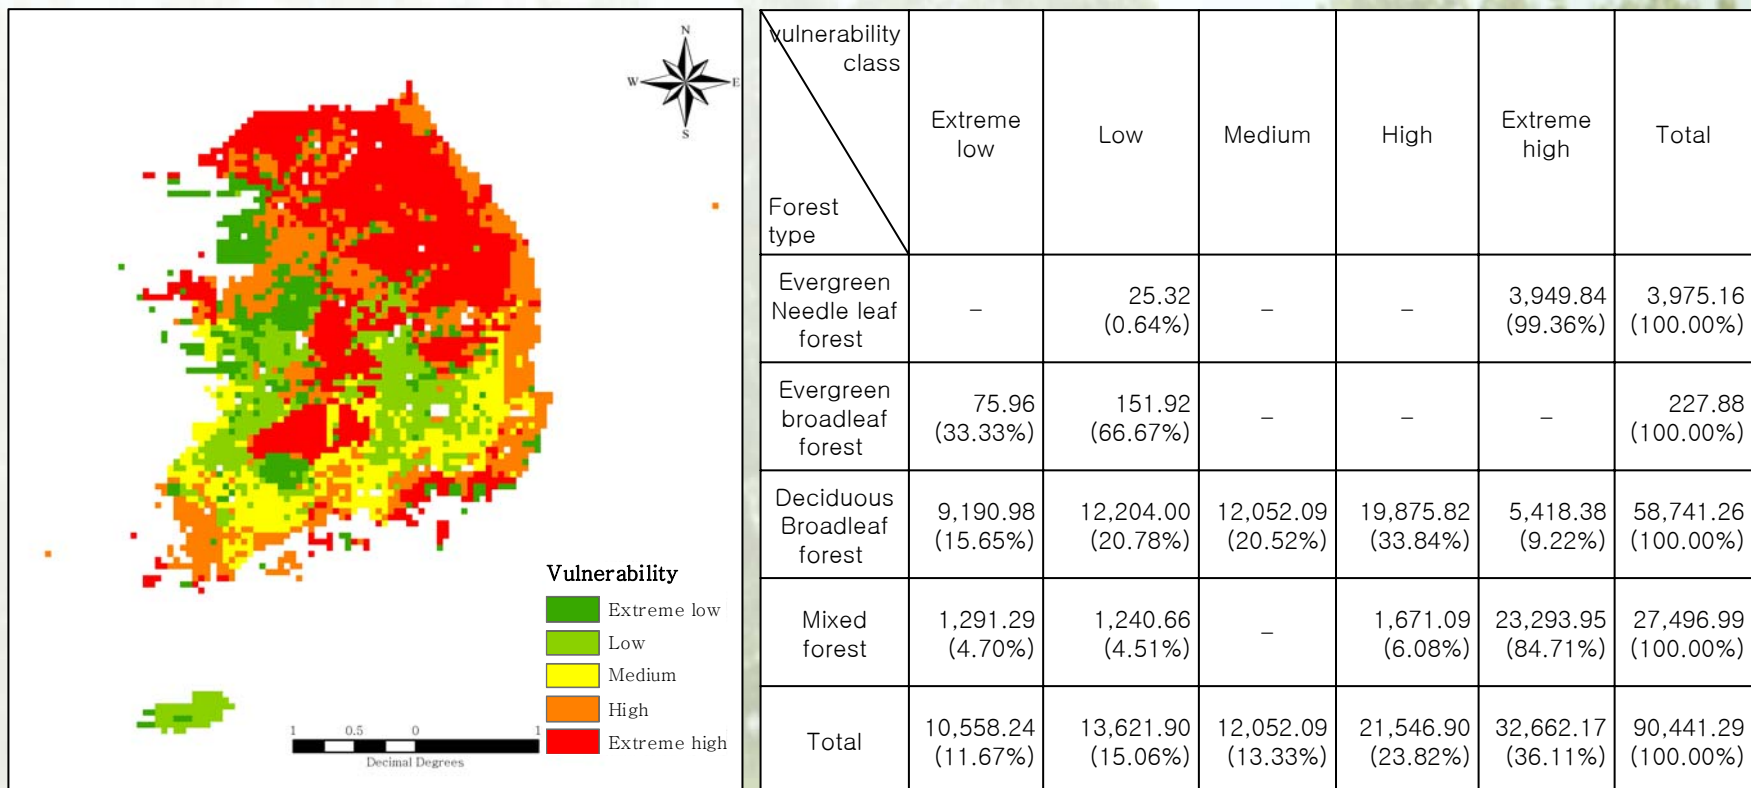 N
W
E
S
Vulnerability
Extreme low
Low
Medium
High
Extreme high
1 0.5 0 1
Decimal Degrees
vulnerability
class
Forest
type
Extreme
low
Low
Medium
High
Extreme
high
Total
Evergreen
Needle leaf
forest
–
25.32
(0.64%)
–
–
3,949.84
(99.36%)
3,975.16
(100.00%)
Evergreen
broadleaf
forest
75.96
(33.33%)
151.92
(66.67%)
–
–
–
227.88
(100.00%)
Deciduous
Broadleaf
forest
9,190.98
(15.65%)
12,204.00
(20.78%)
12,052.09
(20.52%)
19,875.82
(33.84%)
5,418.38
(9.22%)
58,741.26
(100.00%)
Mixed
forest
1,291.29
(4.70%)
1,240.66
(4.51%)
–
1,671.09
(6.08%)
23,293.95
(84.71%)
27,496.99
(100.00%)
Total
10,558.24
(11.67%)
13,621.90
(15.06%)
12,052.09
(13.33%)
21,546.90
(23.82%)
32,662.17
(36.11%)
90,441.29
(100.00%)